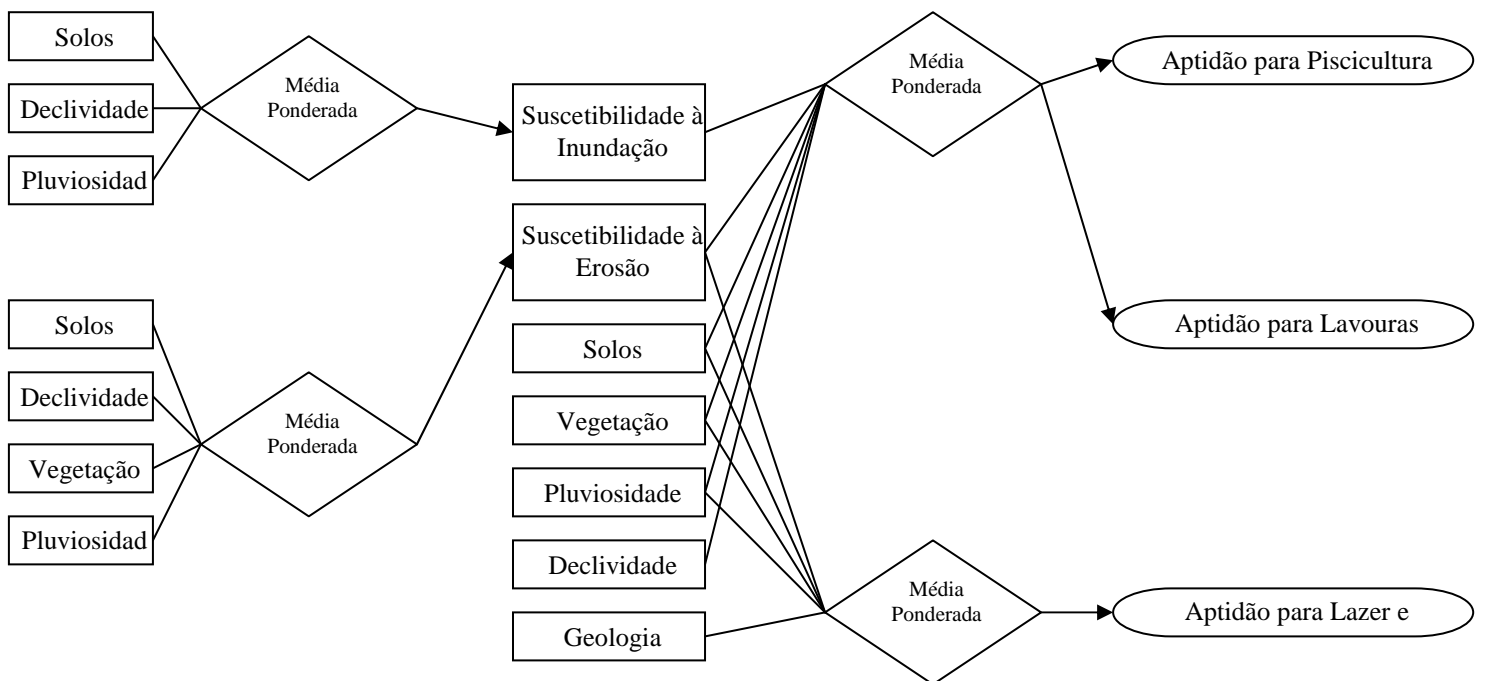 Solos
Declividade
Pluviosidad
Média
Ponderada
Solos
Declividade
Vegetação
Pluviosidad
Média
Ponderada
Suscetibilidade à
Inundação
Suscetibilidade à
Erosão
Solos
Vegetação
Pluviosidade
Declividade
Geologia
Média
Ponderada
Média
Ponderada
Aptidão para Piscicultura
Aptidão para Lavouras
Aptidão para Lazer e